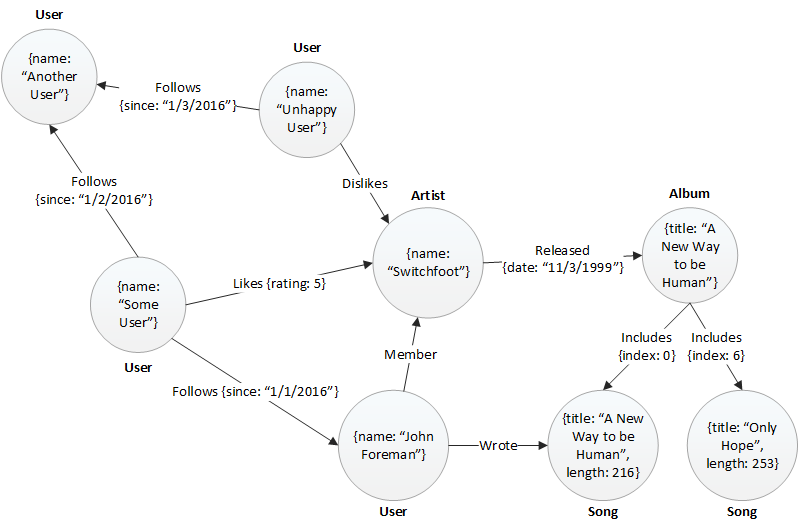 User
{name:
“Another
User”}
User
{name:
“Unhappy
User”}
Follows
{since: “1/3/2016”}
Follows
{since: “1/2/2016”}
Dislikes
Artist
{name:
“Switchfoot”}
Album
{title: “A
New Way
to be
Human”}
Released
{date: “11/3/1999”}
{name:
“Some
User”}
User
Likes {rating: 5}
Member
Follows {since: “1/1/2016”}
Includes
{index: 0}
Includes
{index: 6}
{name: “John
Foreman”}
User
Wrote
{title: “A New
Way to be
Human”,
length: 216}
Song
{title: “Only
Hope”,
length: 253}
Song